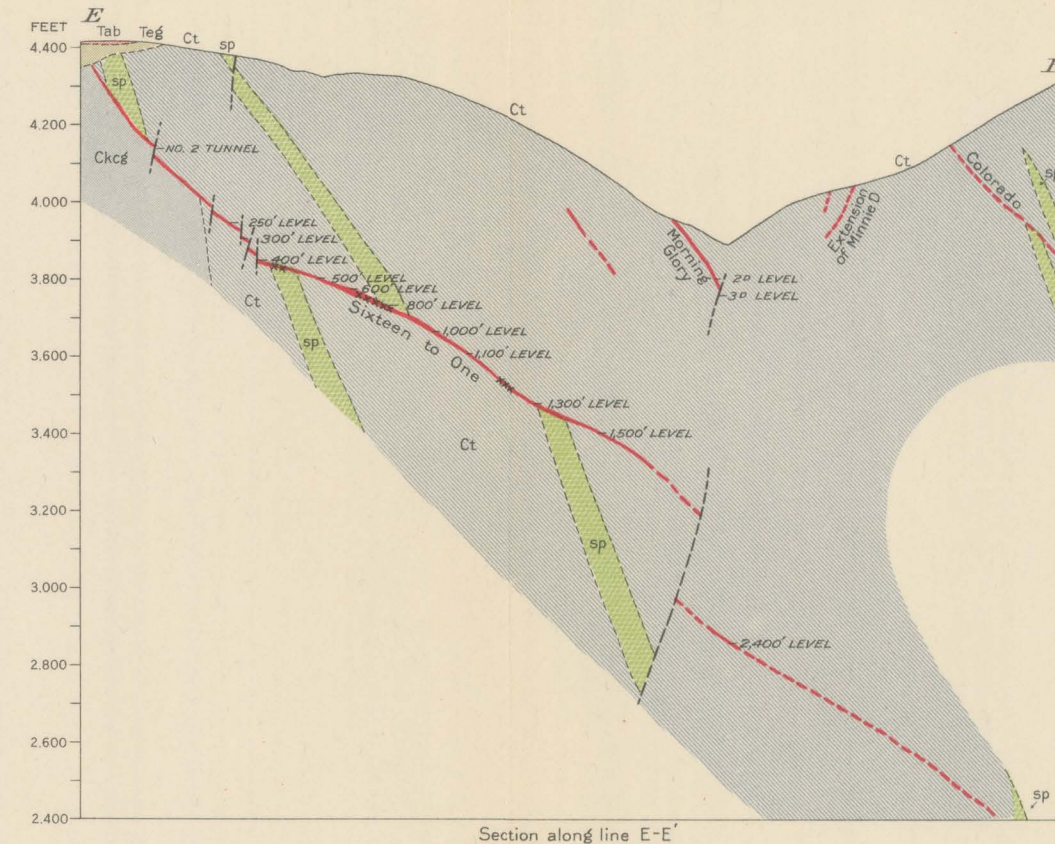 E
FEET
Tab Teg Ct sp
4,400
Ct
sp
4,200
NO. 2 TUNNEL
Ckcg
Ct
Colorado
sp
4,000
250' LEVEL
300' LEVEL
400' LEVEL
Morning
Glory
Extension
of Minnie D
3,800
500' LEVEL
600' LEVEL
800' LEVEL
2D LEVEL
3D LEVEL
Ct
Sixteen to One
1,000' LEVEL
1,100' LEVEL
sp
3,600
1,300' LEVEL
3,400
1,500' LEVEL
Ct
3,200
sp
3,000
2,400' LEVEL
2,800
2,600
sp
2,400
Section along line E-E'